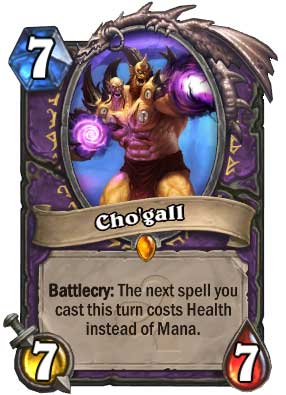 7
Cho'gall
Battlecry: The next spell you
cast this turn costs Health
instead of Mana.
7
7